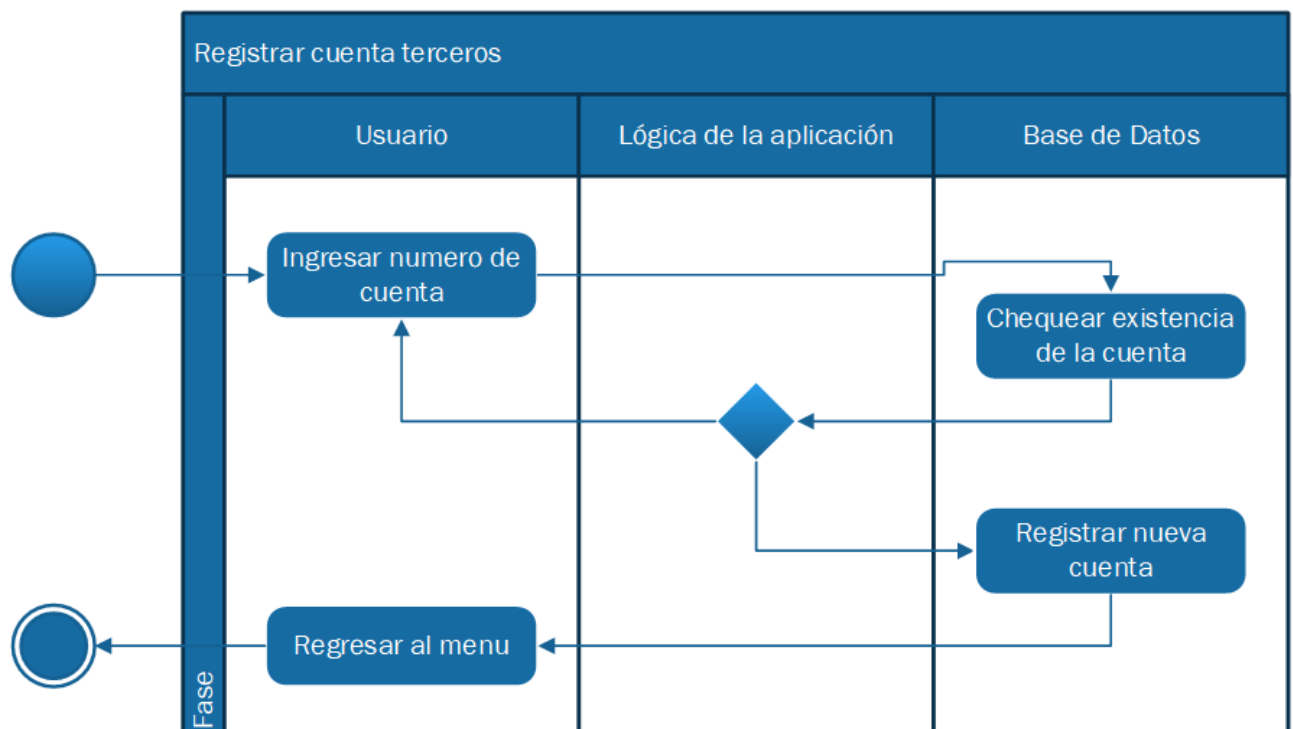 Registrar cuenta terceros
Usuario
Lógica de la aplicación
Base de Datos
Ingresar numero de
cuenta
Chequear existencia
de la cuenta
Registrar nueva
cuenta
Regresar al menu
Fase